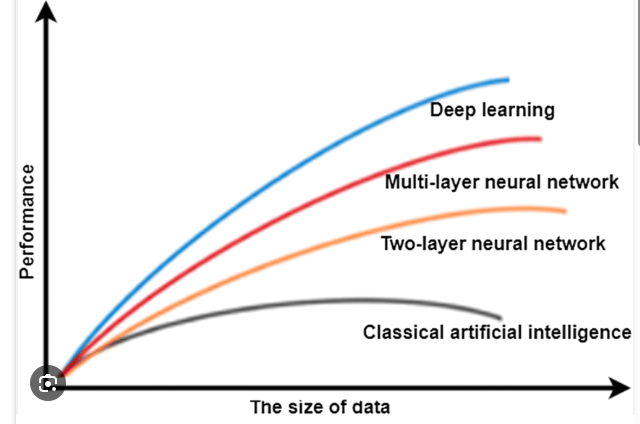 Deep learning
Multi-layer neural network
Two-layer neural network
Classical artificial intelligence
Performance
The size of data